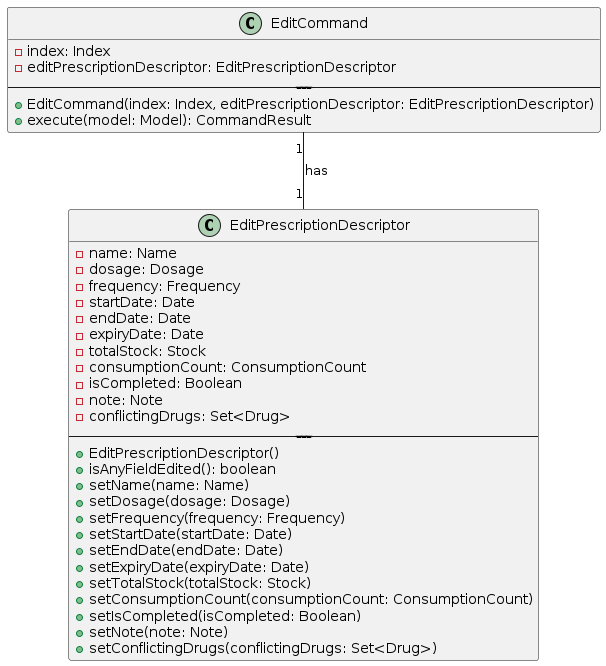 C EditCommand
index: Index
editPrescriptionDescriptor: EditPrescriptionDescriptor
EditCommand(index: Index, editPrescriptionDescriptor: EditPrescriptionDescriptor)
execute(model: Model): CommandResult
1
has
1
C EditPrescriptionDescriptor
name: Name
dosage: Dosage
frequency: Frequency
startDate: Date
endDate: Date
expiryDate: Date
totalStock: Stock
consumptionCount: ConsumptionCount
isCompleted: Boolean
note: Note
conflictingDrugs: Set<Drug>
EditPrescriptionDescriptor()
isAnyFieldEdited(): boolean
setName(name: Name)
setDosage(dosage: Dosage)
setFrequency(frequency: Frequency)
setStartDate(startDate: Date)
setEndDate(endDate: Date)
setExpiryDate(expiryDate: Date)
setTotalStock(totalStock: Stock)
setConsumptionCount(consumptionCount: ConsumptionCount)
setIsCompleted(isCompleted: Boolean)
setNote(note: Note)
setConflictingDrugs(conflictingDrugs: Set<Drug>)